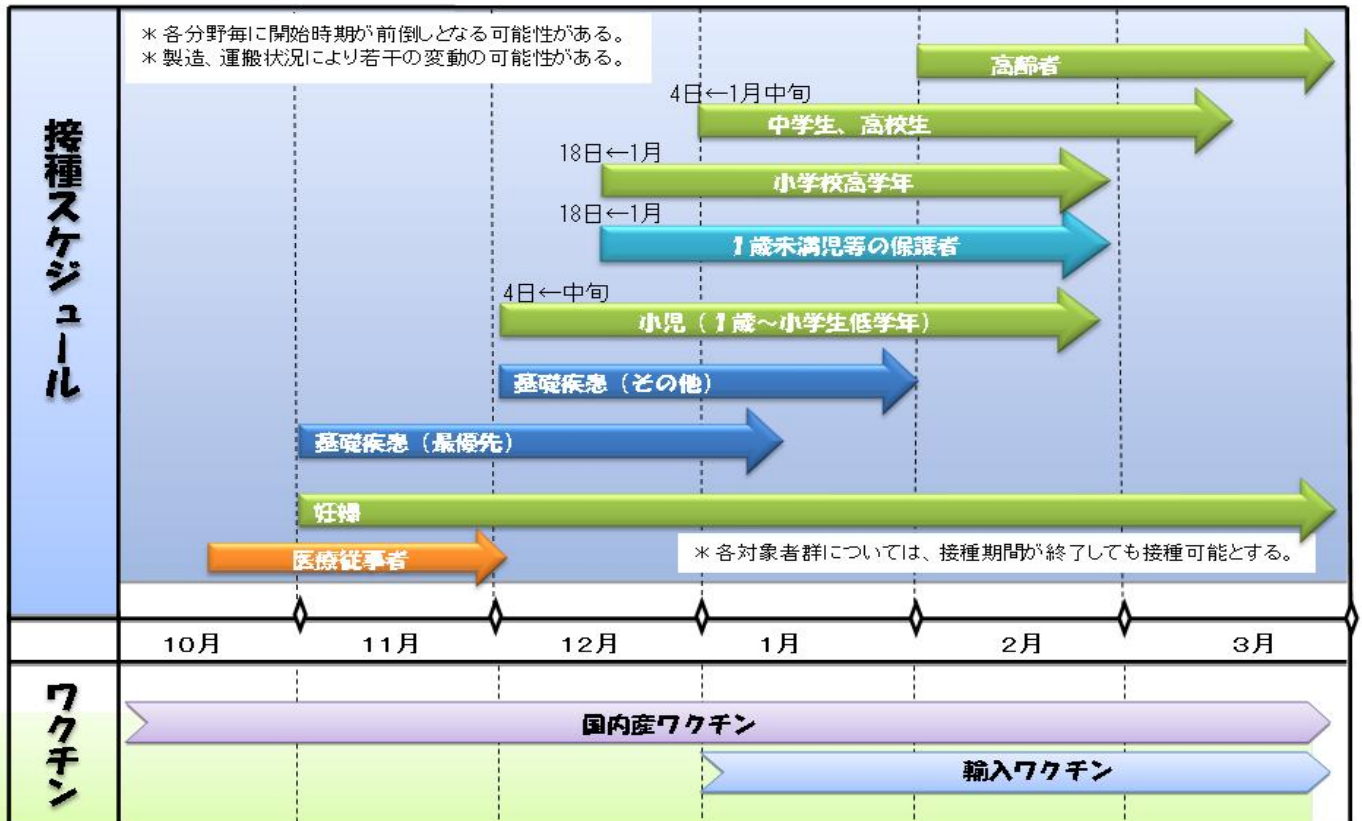 接種スケジュール
＊各分野毎に開始時期が前倒しとなる可能性がある。
＊製造、運搬状況により若干の変動の可能性がある。
高齢者
4日←1月中旬
中学生、高校生
18日←1月
小学校高学年
18日←1月
1歳未満児等の保護者
4日←中旬
小児（1歳～小学生低学年）
基礎疾患（その他）
基礎疾患（最優先）
妊婦
医療従事者
＊各対象者群については、接種期間が終了しても接種可能とする。
10月 11月 12月 1月 2月 3月
ワクチン
国内産ワクチン
輸入ワクチン